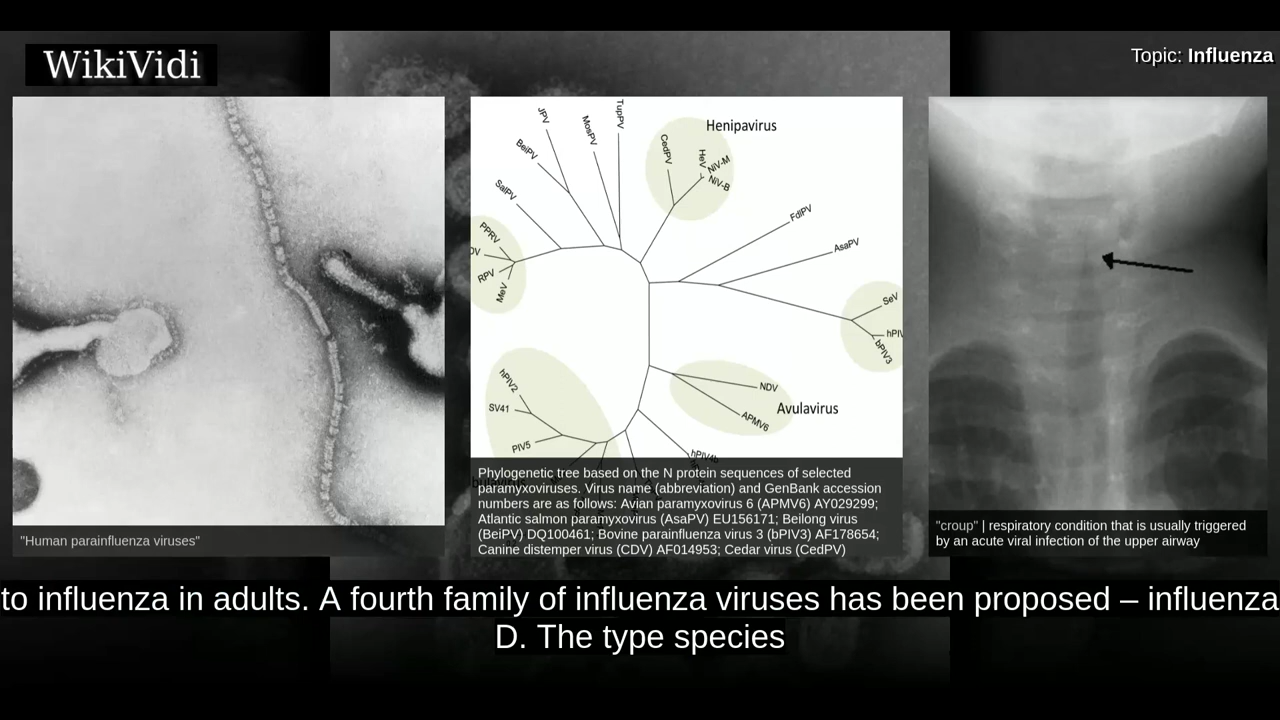 WikiVidi
Topic: Influenza
JPV
MosPV
TupPV
BeiPV
SalPV
Henipavirus
CedPV
HeV
NiV-M
NiV-B
FdlPV
AsaPV
PPRV
DV
RPV
MeV
SeV
hPIV
bPIV3
hPIV2
SV41
PIV5
NDV
APMV6
Avulavirus
hPIV4b
Phylogenetic tree based on the N protein sequences of selected
paramyxoviruses. Virus name (abbreviation) and GenBank accession
numbers are as follows: Avian paramyxovirus 6 (APMV6) AY029299;
Atlantic salmon paramyxovirus (AsaPV) EU156171; Beilong virus
(BeiPV) DQ100461; Bovine parainfluenza virus 3 (bPIV3) AF178654;
Canine distemper virus (CDV) AF014953; Cedar virus (CedPV)
"Human parainfluenza viruses"
"croup" | respiratory condition that is usually triggered
by an acute viral infection of the upper airway
to influenza in adults. A fourth family of influenza viruses has been proposed – influenza
D. The type species